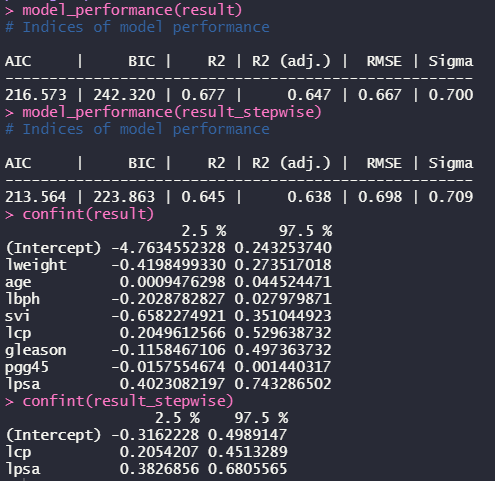 > model_performance(result)
# Indices of model performance
AIC     |     BIC |    R2 | R2 (adj.) |  RMSE | Sigma
-----------------------------------------------------
216.573 | 242.320 | 0.677 |     0.647 | 0.667 | 0.700
> model_performance(result_stepwise)
# Indices of model performance
AIC     |     BIC |    R2 | R2 (adj.) |  RMSE | Sigma
-----------------------------------------------------
213.564 | 223.863 | 0.645 |     0.638 | 0.698 | 0.709
> confint(result)
                    2.5 %      97.5 %
(Intercept) -4.7634552328 0.243253740
lweight     -0.4198499330 0.273517018
age          0.0009476298 0.044524471
lbph        -0.2028782827 0.027979871
svi         -0.6582274921 0.351044923
lcp          0.2049612566 0.529638732
gleason     -0.1158467106 0.497363732
pgg45       -0.0157554674 0.001440317
lpsa         0.4023082197 0.743286502
> confint(result_stepwise)
                 2.5 %    97.5 %
(Intercept) -0.3162228 0.4989147
lcp          0.2054207 0.4513289
lpsa         0.3826856 0.6805565